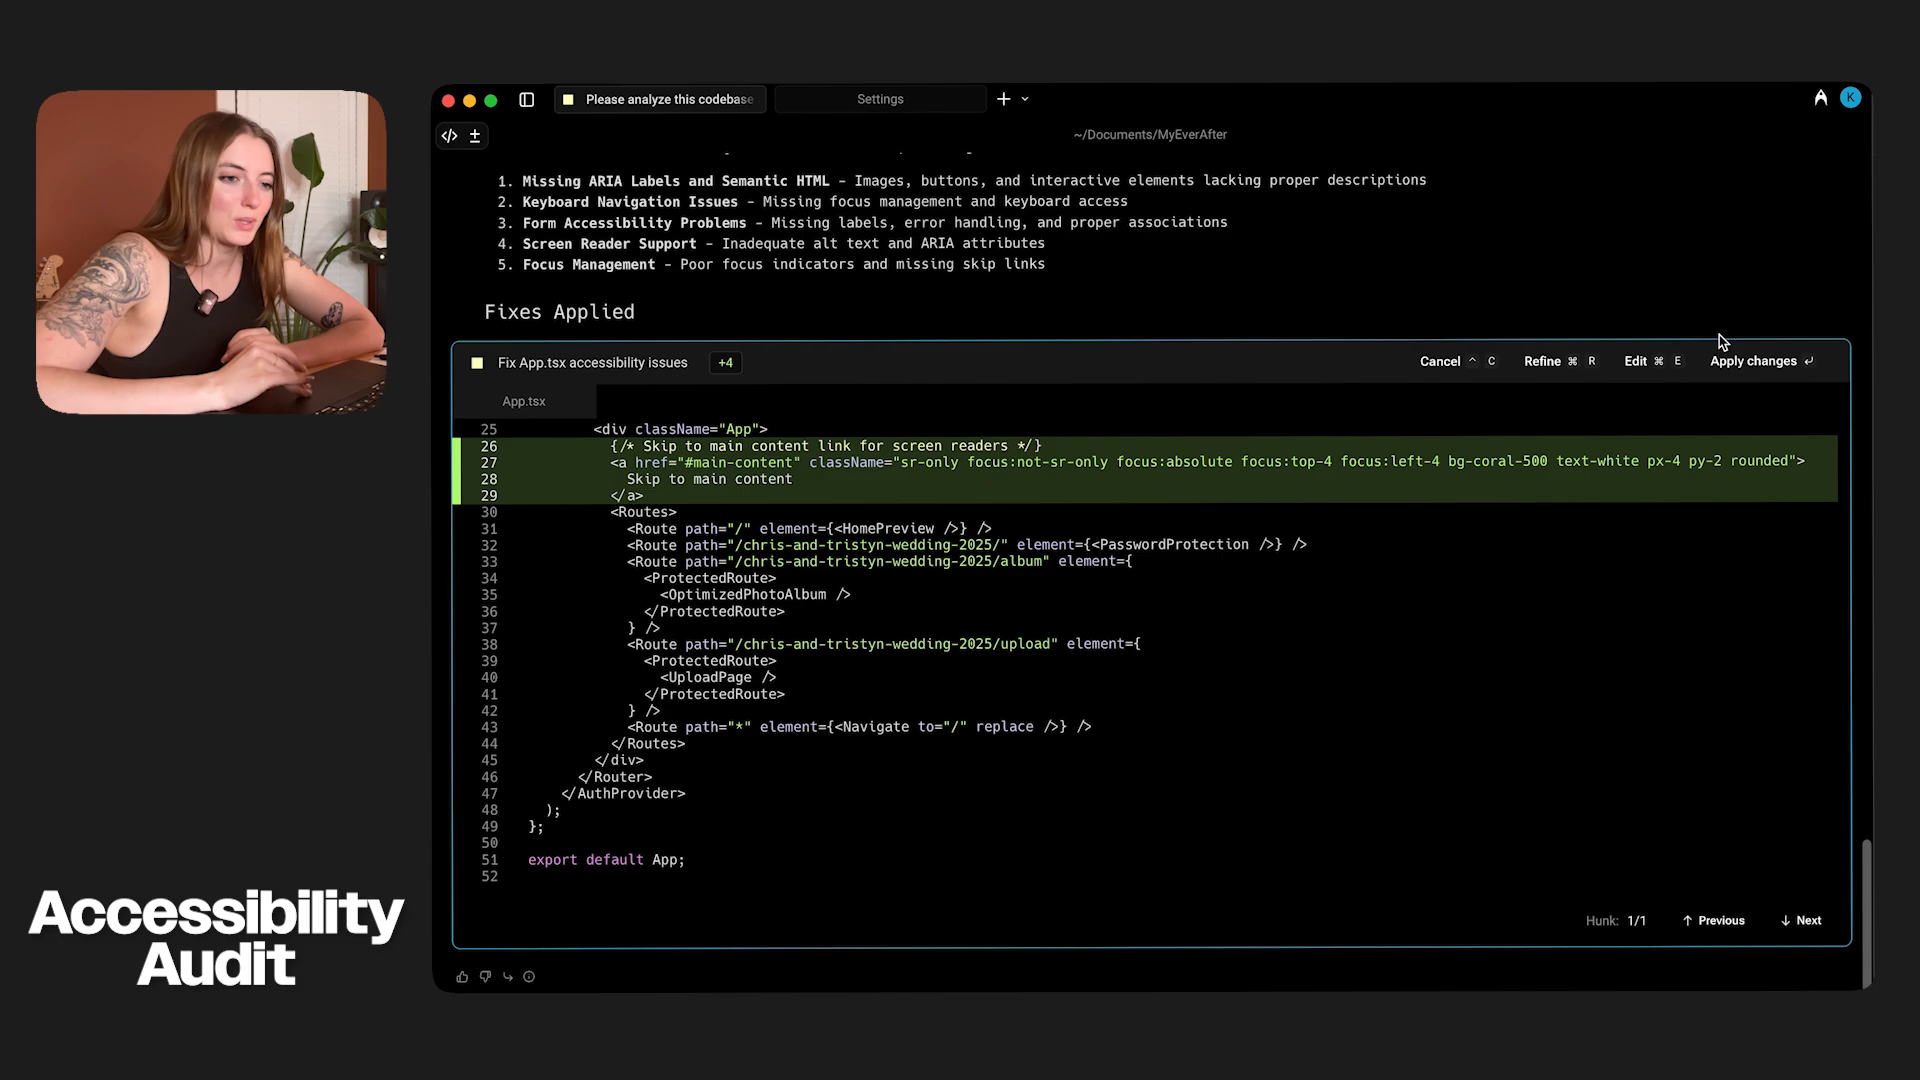 Please analyze this codebase
Settings
K
~/Documents/MyEverAfter
1. Missing ARIA Labels and Semantic HTML - Images, buttons, and interactive elements lacking proper descriptions
2. Keyboard Navigation Issues - Missing focus management and keyboard access
3. Form Accessibility Problems - Missing labels, error handling, and proper associations
4. Screen Reader Support - Inadequate alt text and ARIA attributes
5. Focus Management - Poor focus indicators and missing skip links
Fixes Applied
Fix App.tsx accessibility issues +4 Cancel ^ C Refine ⌘ R Edit ⌘ E Apply changes ↵
App.tsx
25 <div className="App">
26 {/* Skip to main content link for screen readers */}
27 <a href="#main-content" className="sr-only focus:not-sr-only focus:absolute focus:top-4 focus:left-4 bg-coral-500 text-white px-4 py-2 rounded">
28 Skip to main content
29 </a>
30 <Routes>
31 <Route path="/" element={<HomePreview />} />
32 <Route path="/chris-and-tristyn-wedding-2025/" element={<PasswordProtection />} />
33 <Route path="/chris-and-tristyn-wedding-2025/album" element={
34 <ProtectedRoute>
35 <OptimizedPhotoAlbum />
36 </ProtectedRoute>
37 } />
38 <Route path="/chris-and-tristyn-wedding-2025/upload" element={
39 <ProtectedRoute>
40 <UploadPage />
41 </ProtectedRoute>
42 } />
43 <Route path="*" element={<Navigate to="/" replace />} />
44 </Routes>
45 </div>
46 </Router>
47 </AuthProvider>
48 );
49 };
50
51 export default App;
52
Hunk: 1/1 ↑ Previous ↓ Next
Accessibility
Audit